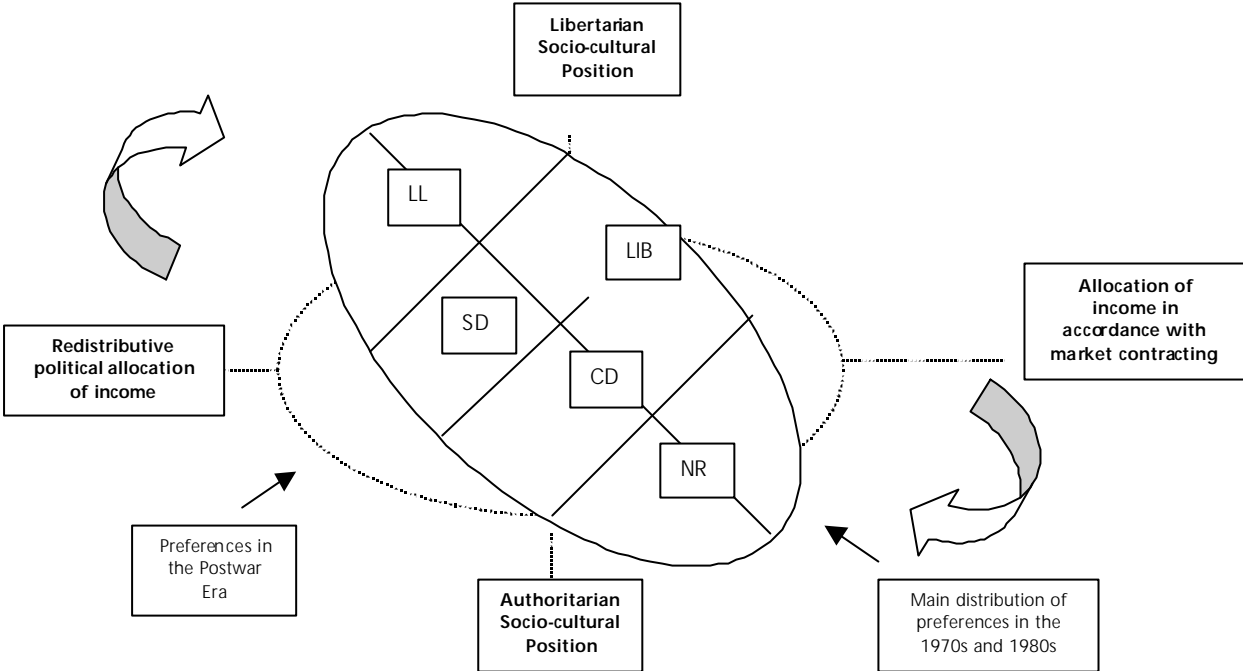 Libertarian
Socio-cultural
Position
LL
LIB
SD
CD
NR
Redistributive
political allocation
of income
Allocation of
income in
accordance with
market contracting
Preferences in
the Postwar
Era
Authoritarian
Socio-cultural
Position
Main distribution of
preferences in the
1970s and 1980s